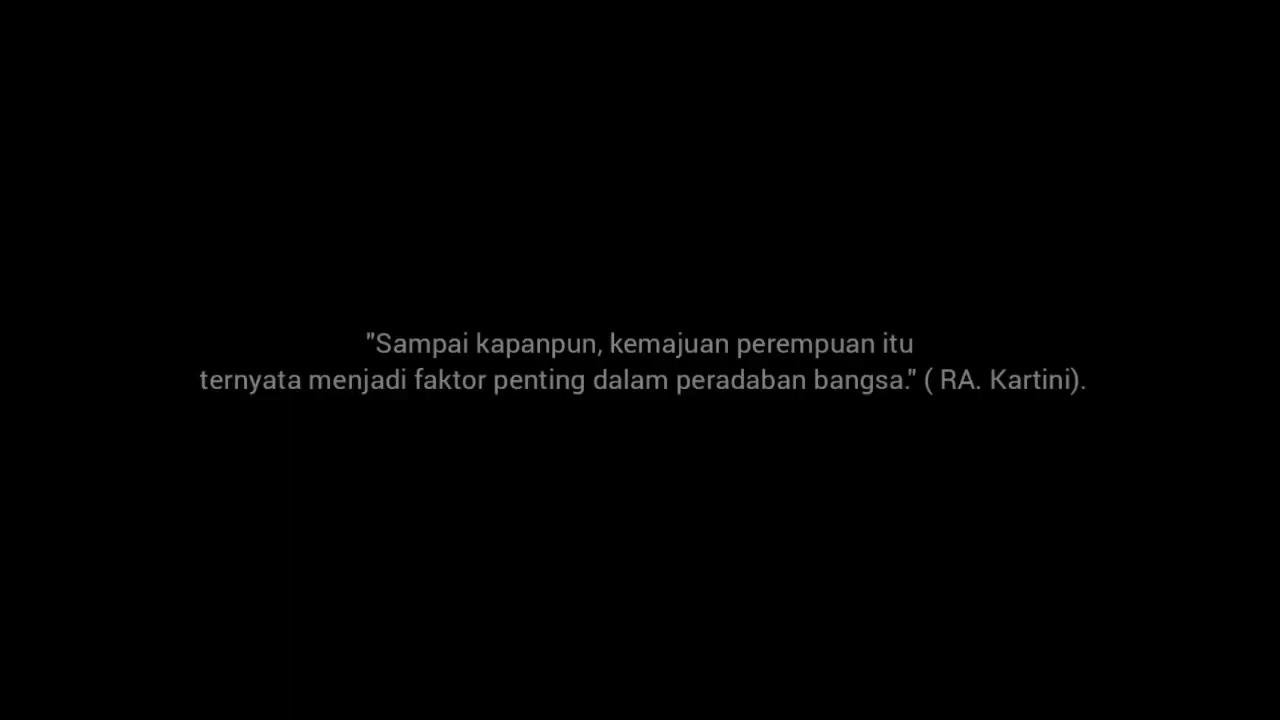 "Sampai kapanpun, kemajuan perempuan itu
ternyata menjadi faktor penting dalam peradaban bangsa." ( RA. Kartini).